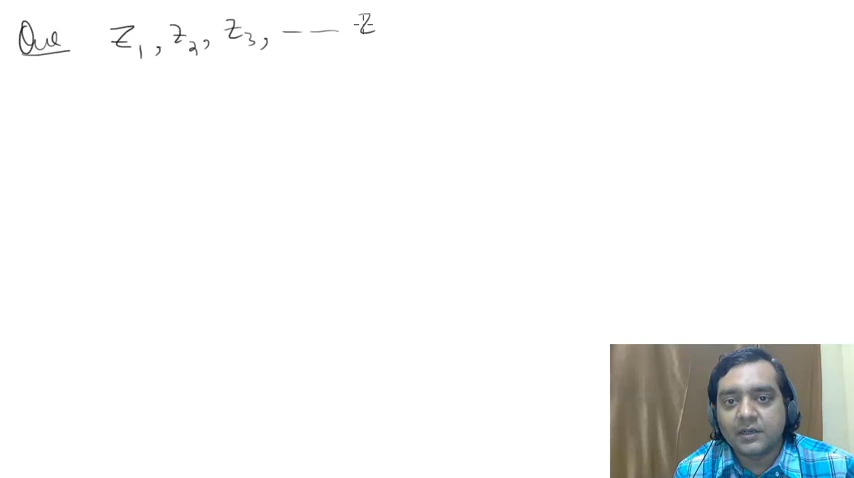 Que Z₁, Z₂, Z₃, -- Z